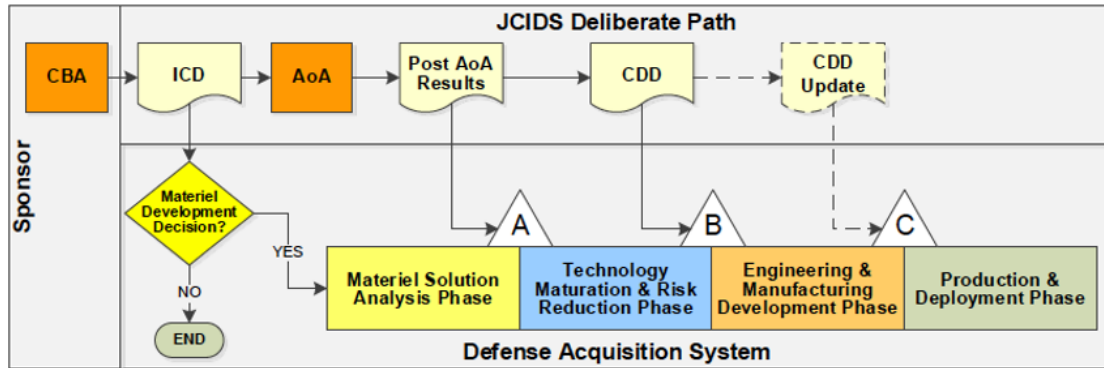 JCIDS Deliberate Path
Sponsor
CBA
ICD
AoA
Post AoA
Results
CDD
CDD
Update
Materiel
Development
Decision?
YES
NO
END
A
B
C
Materiel Solution
Analysis Phase
Technology
Maturation & Risk
Reduction Phase
Engineering &
Manufacturing
Development Phase
Production &
Deployment Phase
Defense Acquisition System